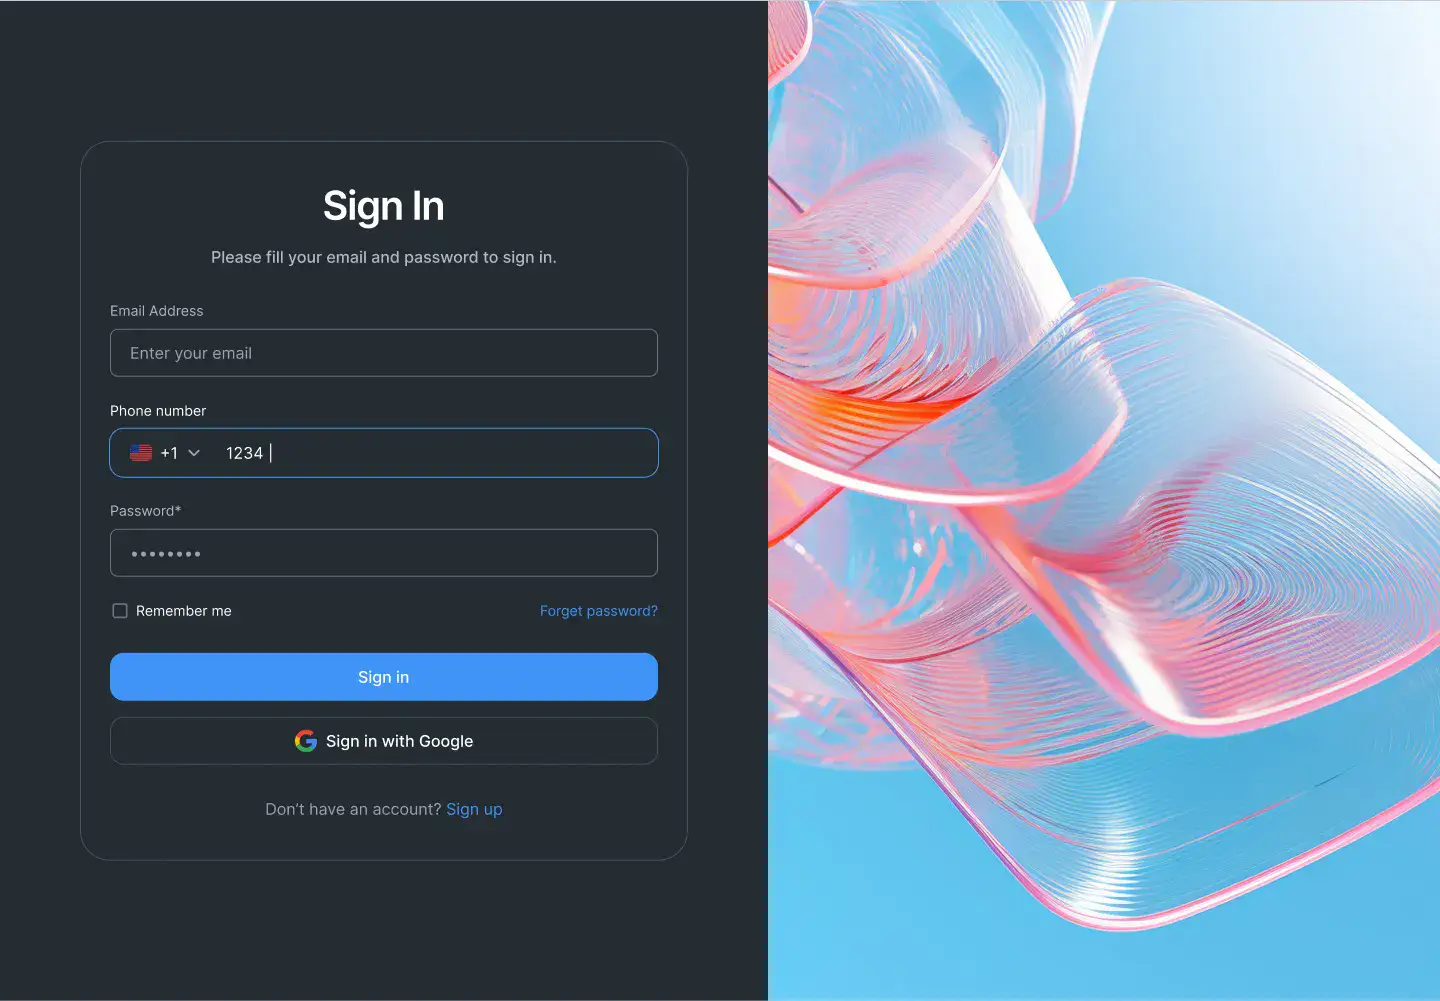 Sign In
Please fill your email and password to sign in.
Email Address
Enter your email
Phone number
+1 1234
Password*
Remember me Forget password?
Sign in
Sign in with Google
Don’t have an account? Sign up